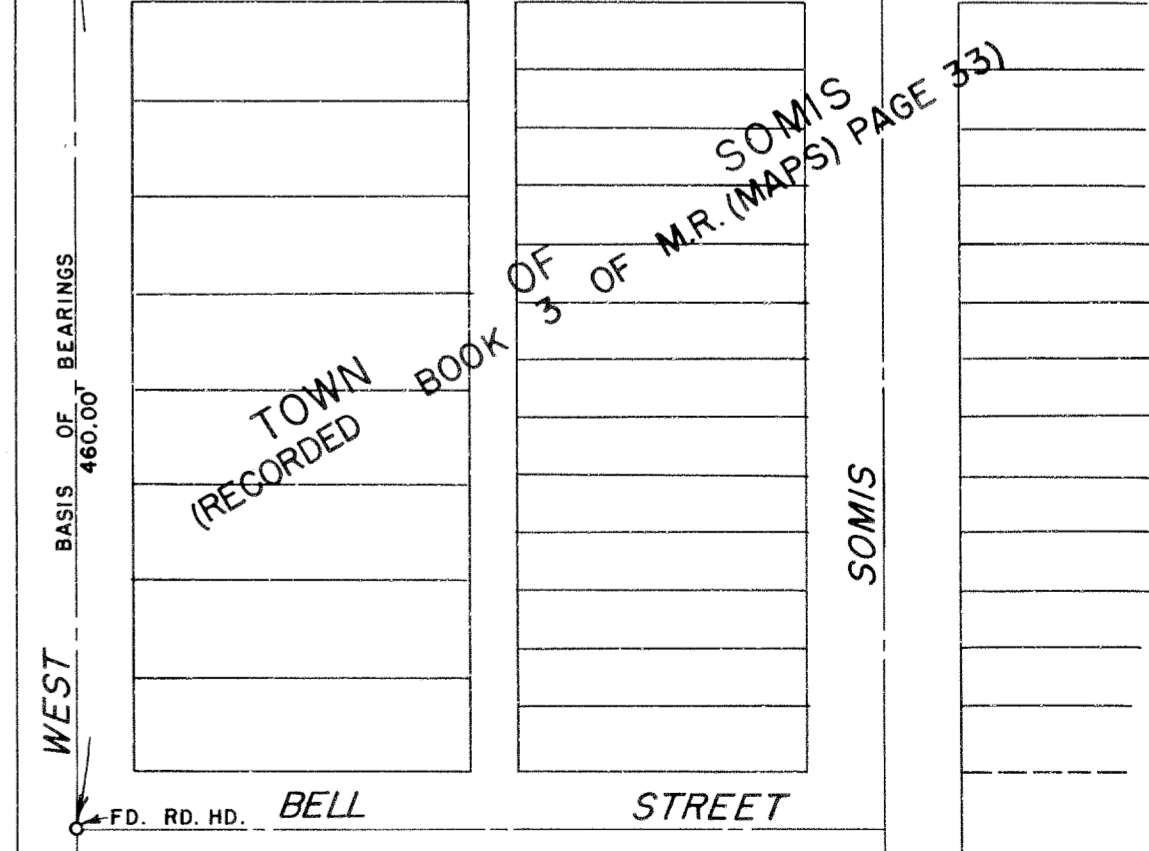 TOWN OF SOMIS
(RECORDED BOOK 3 OF M.R. (MAPS) PAGE 33)
BASIS OF BEARINGS
460.00'
WEST
SOMIS
FD. RD. HD.
BELL STREET